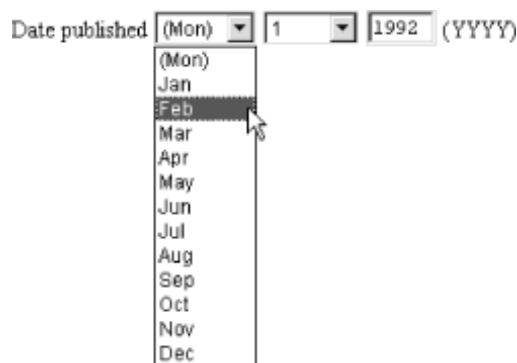 Date published (Mon) 1 1992 (YYYY)
(Mon)
Jan
Feb
Mar
Apr
May
Jun
Jul
Aug
Sep
Oct
Nov
Dec